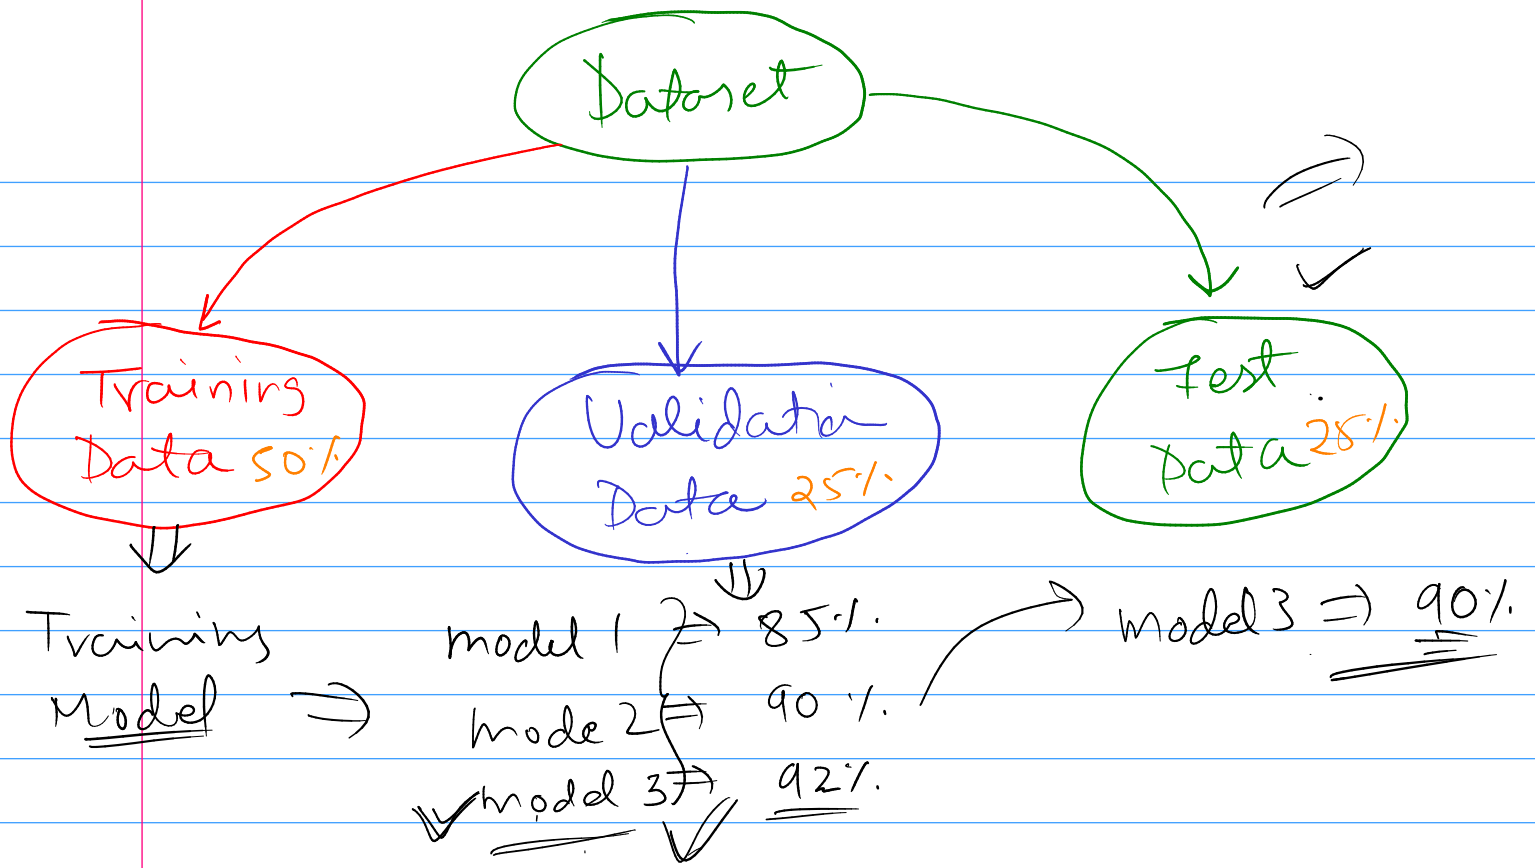 Dataset
Training
Data 50%
Validation
Data 25%
Test
Data 25%
Training
Model
model 1 => 85%.
mode 2 => 90%.
model 3 => 92%.
model 3 => 90%.